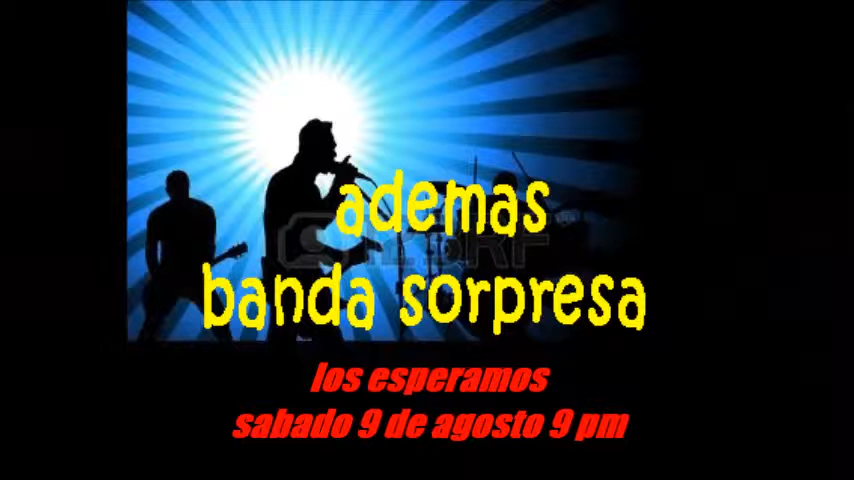 ademas
banda sorpresa
los esperamos
sabado 9 de agosto 9 pm